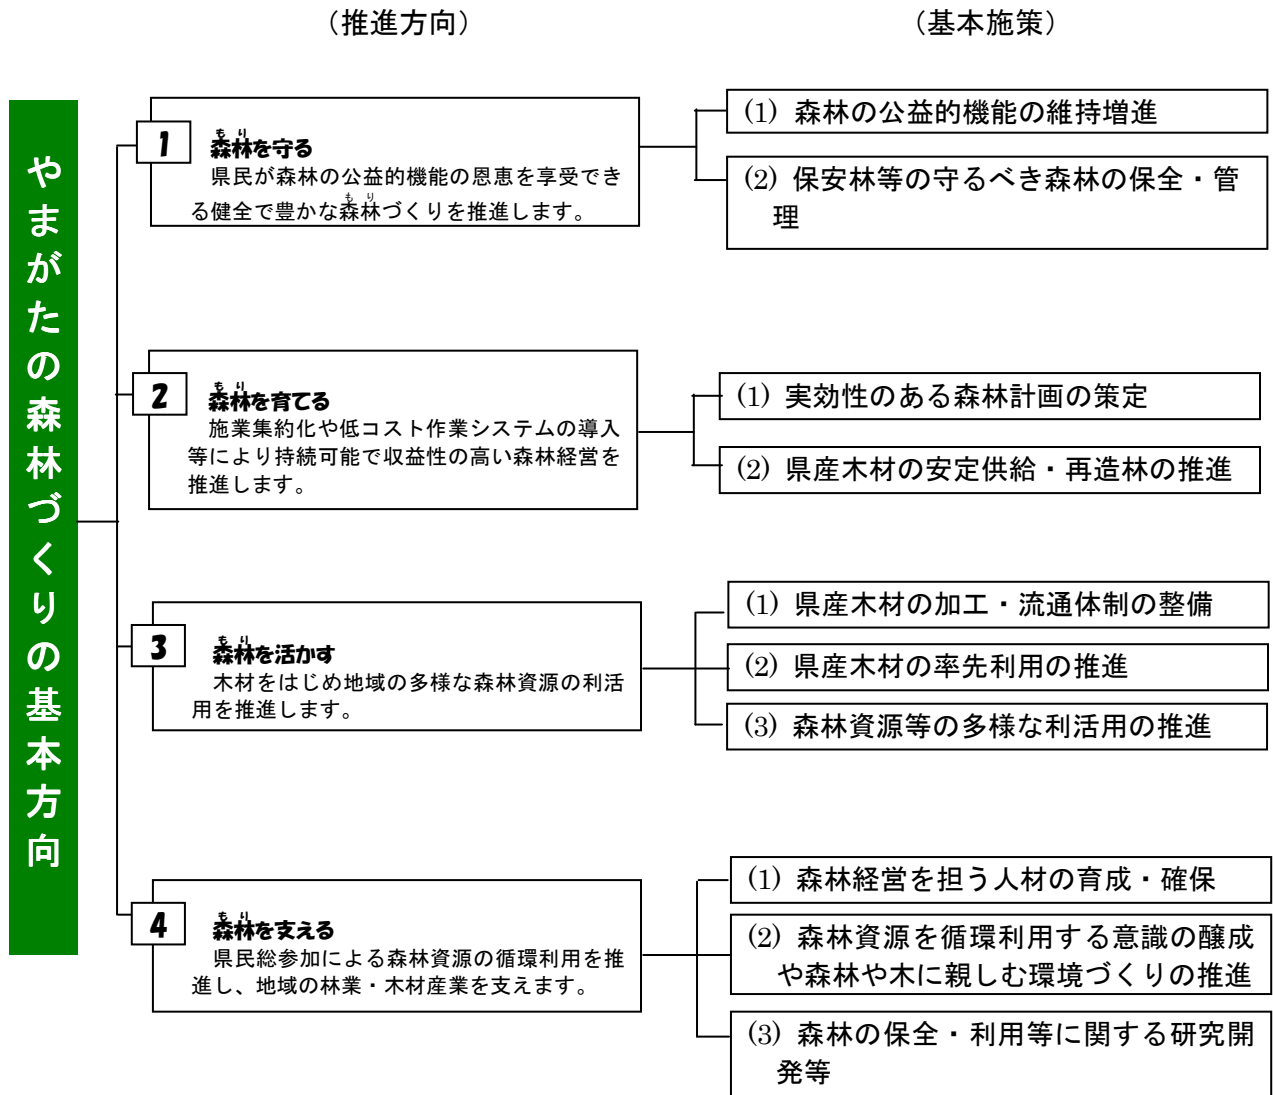 （推進方向）
（基本施策）
やまがたの森林づくりの基本方向
1
もり
森林を守る
県民が森林の公益的機能の恩恵を享受でき
る健全で豊かな森林づくりを推進します。
もり
(1) 森林の公益的機能の維持増進
(2) 保安林等の守るべき森林の保全・管
理
2
もり
森林を育てる
施業集約化や低コスト作業システムの導入
等により持続可能で収益性の高い森林経営を
推進します。
(1) 実効性のある森林計画の策定
(2) 県産木材の安定供給・再造林の推進
3
もり
森林を活かす
木材をはじめ地域の多様な森林資源の利活
用を推進します。
(1) 県産木材の加工・流通体制の整備
(2) 県産木材の率先利用の推進
(3) 森林資源等の多様な利活用の推進
4
もり
森林を支える
県民総参加による森林資源の循環利用を推
進し、地域の林業・木材産業を支えます。
(1) 森林経営を担う人材の育成・確保
(2) 森林資源を循環利用する意識の醸成
や森林や木に親しむ環境づくりの推進
(3) 森林の保全・利用等に関する研究開
発等